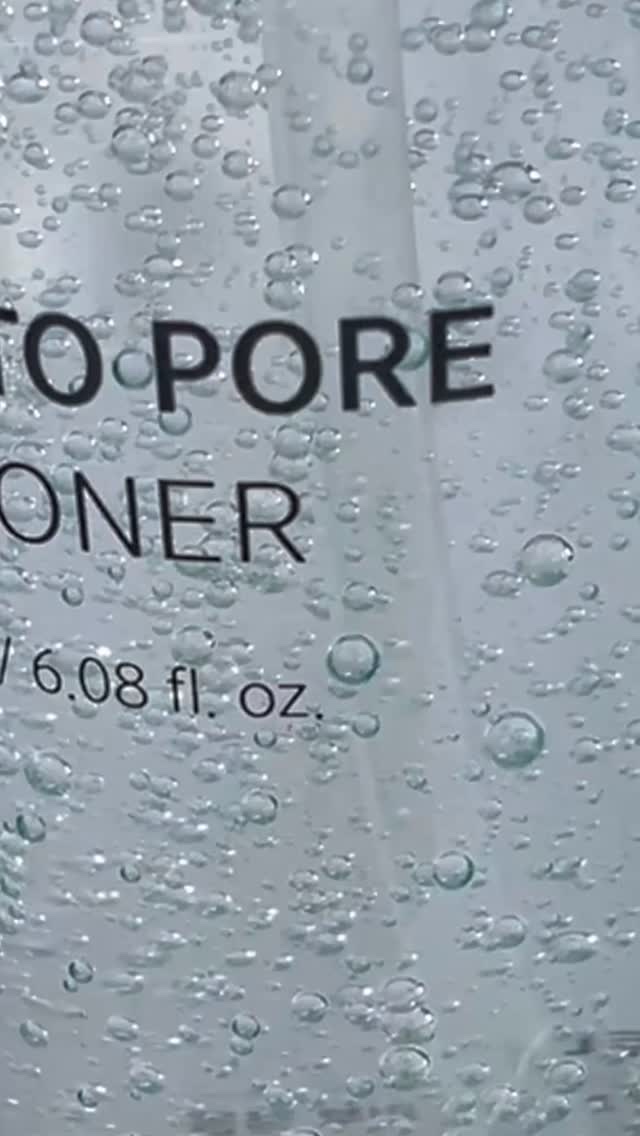 TO PORE
ONER
/ 6.08 fl. oz.